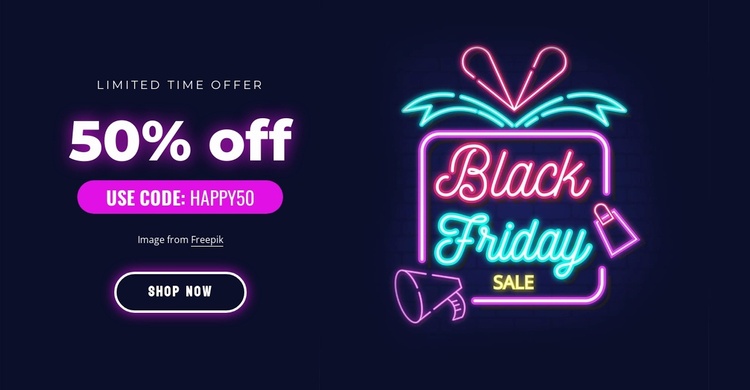 LIMITED TIME OFFER
50% off
USE CODE: HAPPY50
Image from Freepik
SHOP NOW
Black
Friday
SALE